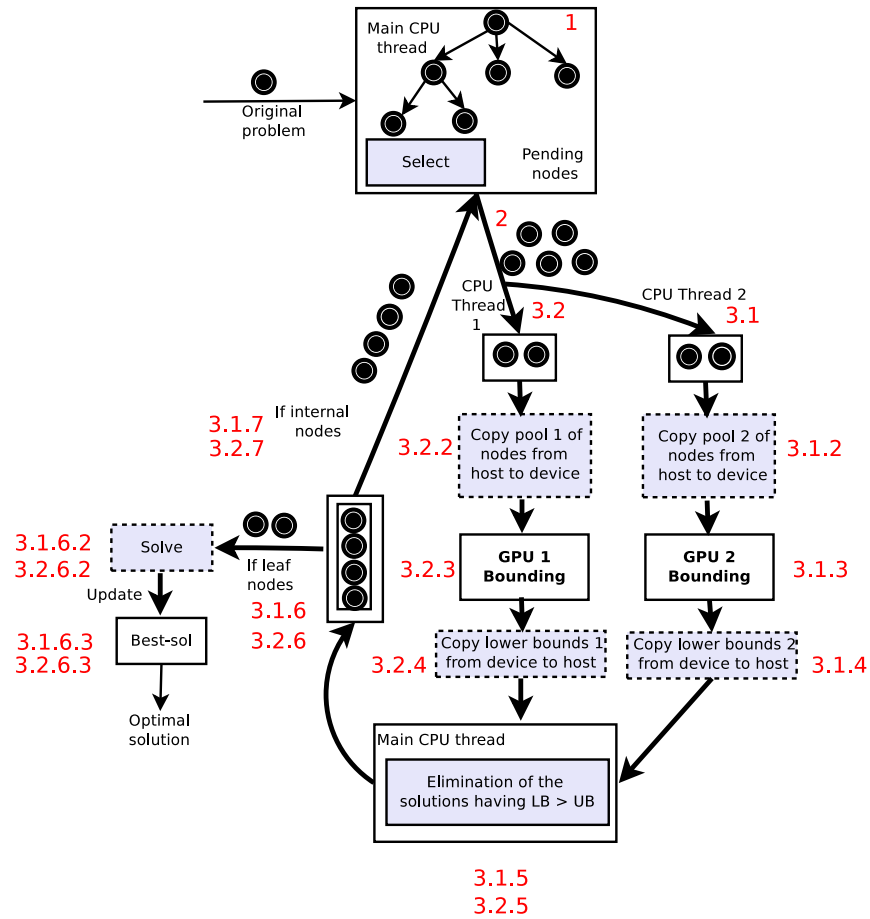 Main CPU
thread
1
Original
problem
Select
Pending
nodes
2
CPU
Thread
1
3.2
CPU Thread 2
3.1
If internal
nodes
3.1.7
3.2.7
3.2.2
Copy pool 1 of
nodes from
host to device
Copy pool 2 of
nodes from
host to device
3.1.2
3.1.6.2
3.2.6.2
Solve
If leaf
nodes
3.1.6
3.2.6
3.2.3
GPU 1
Bounding
GPU 2
Bounding
3.1.3
Update
3.1.6.3
3.2.6.3
Best-sol
3.2.4
Copy lower bounds 1
from device to host
Copy lower bounds 2
from device to host
3.1.4
Optimal
solution
Main CPU thread
Elimination of the
solutions having LB > UB
3.1.5
3.2.5